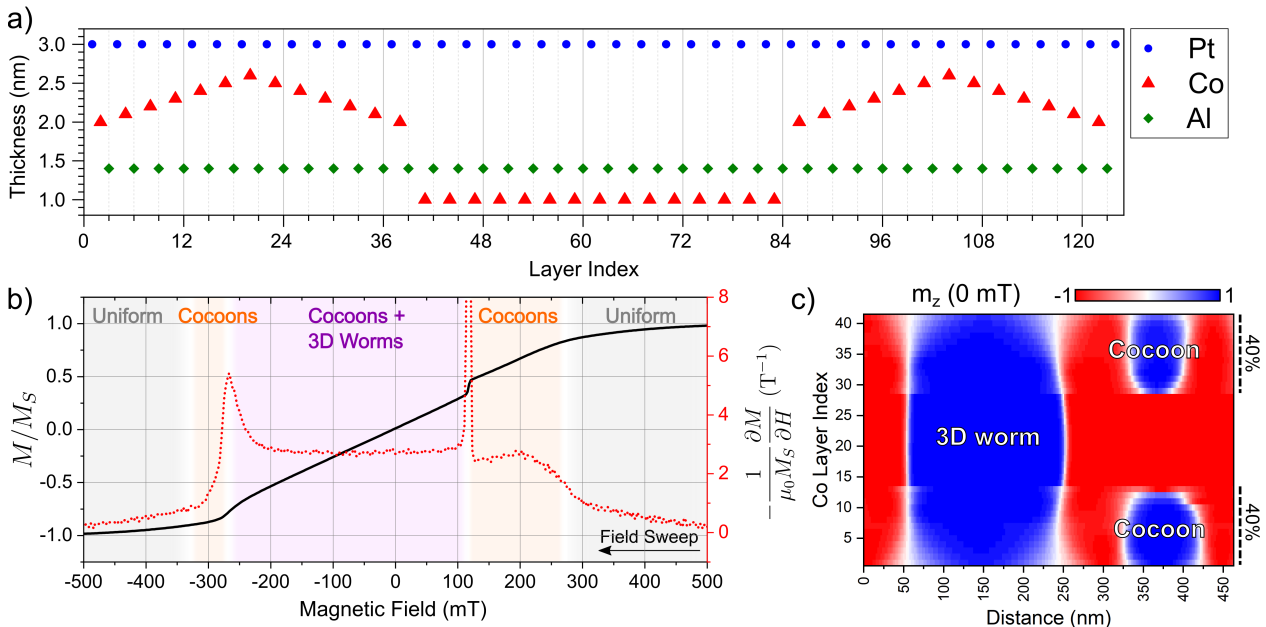 a)
Thickness (nm)
3.0
2.5
2.0
1.5
1.0
0 12 24 36 48 60 72 84 96 108 120
Layer Index
Pt
Co
Al
b)
M/M_S
1.0
0.5
0.0
-0.5
-1.0
Uniform Cocoons Cocoons + Cocoons Uniform
3D Worms
Field Sweep
8
6
4
2
0
− 1/(μ₀M_S) ∂M/∂H (T⁻¹)
-500 -400 -300 -200 -100 0 100 200 300 400 500
Magnetic Field (mT)
c)
m_z (0 mT) -1 1
Co Layer Index
40
35
30
25
20
15
10
5
Cocoon
3D worm
Cocoon
40%
40%
0 50 100 150 200 250 300 350 400 450
Distance (nm)